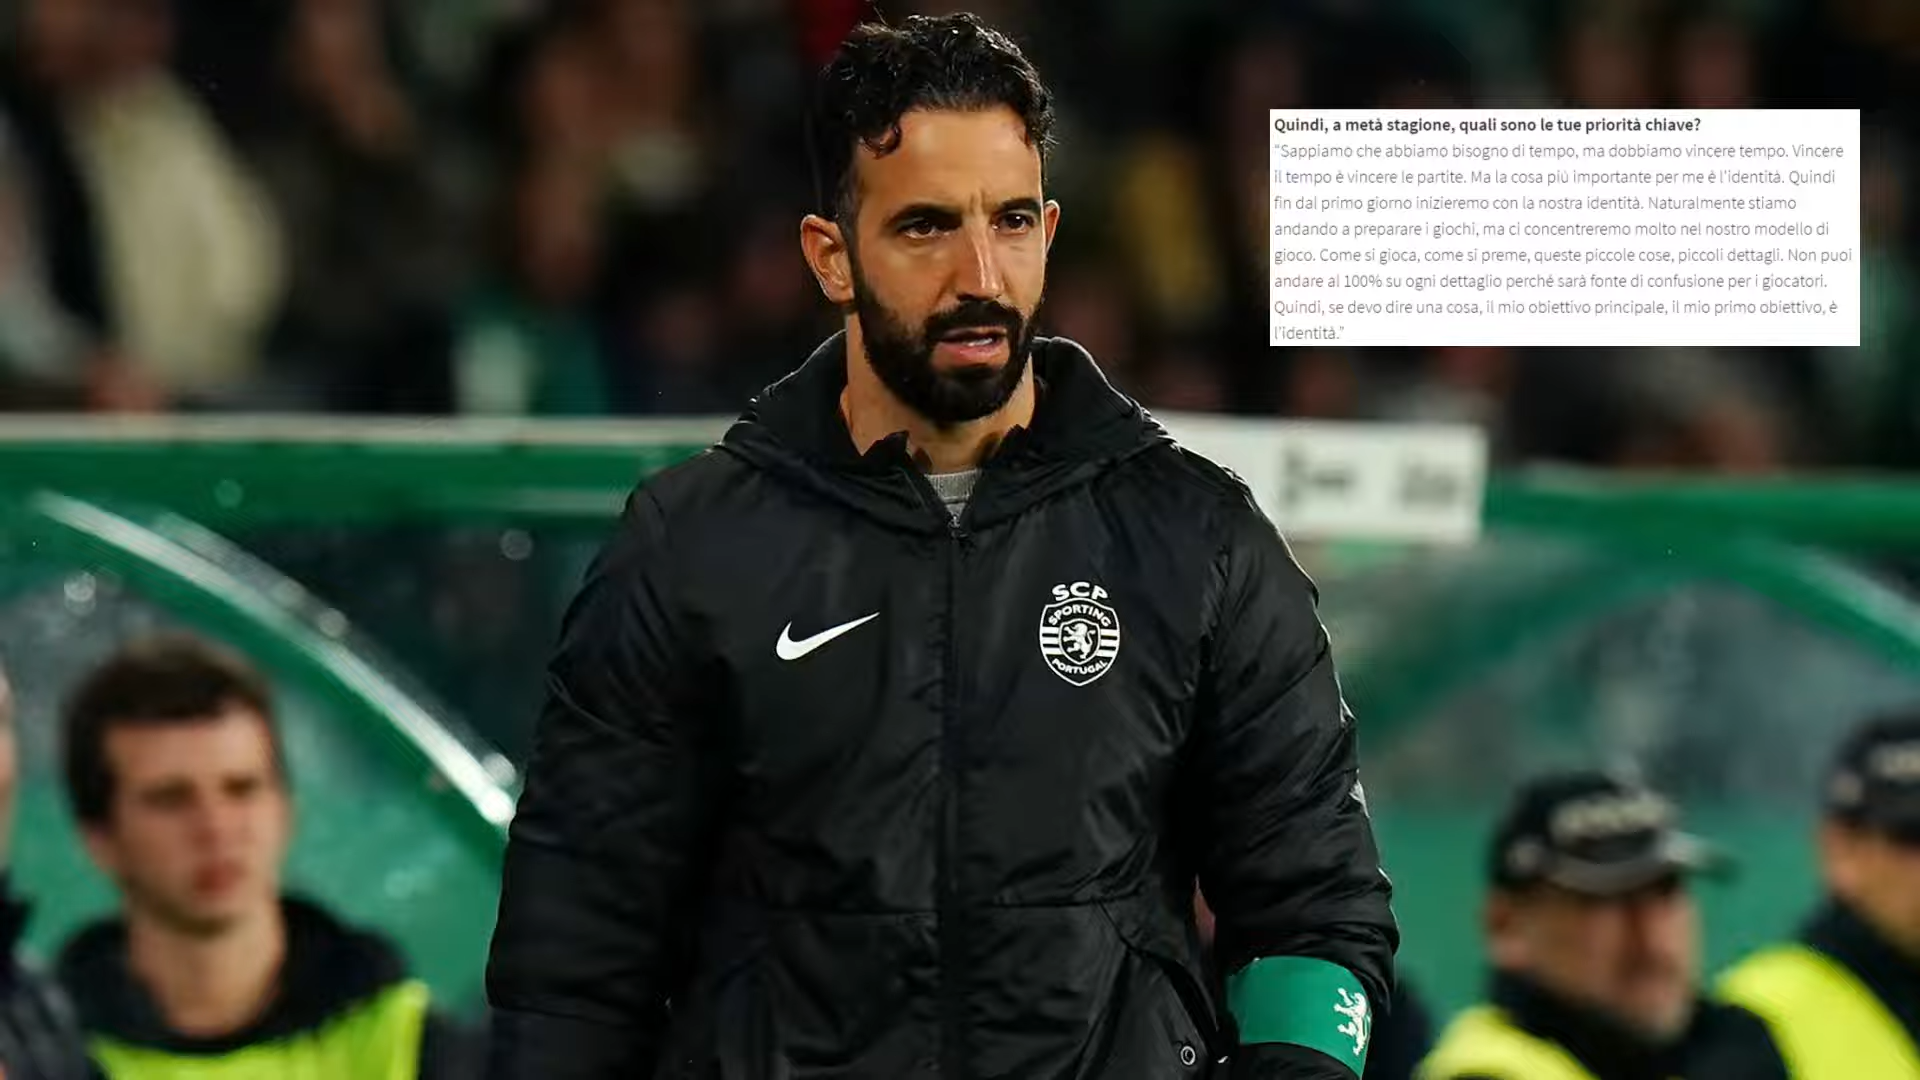 Quindi, a metà stagione, quali sono le tue priorità chiave?
“Sappiamo che abbiamo bisogno di tempo, ma dobbiamo vincere tempo. Vincere
il tempo è vincere le partite. Ma la cosa più importante per me è l’identità. Quindi
fin dal primo giorno inizieremo con la nostra identità. Naturalmente stiamo
andando a preparare i giochi, ma ci concentreremo molto nel nostro modello di
gioco. Come si gioca, come si preme, queste piccole cose, piccoli dettagli. Non puoi
andare al 100% su ogni dettaglio perché sarà fonte di confusione per i giocatori.
Quindi, se devo dire una cosa, il mio obiettivo principale, il mio primo obiettivo, è
l’identità.”
SCP
SPORTING
PORTUGAL